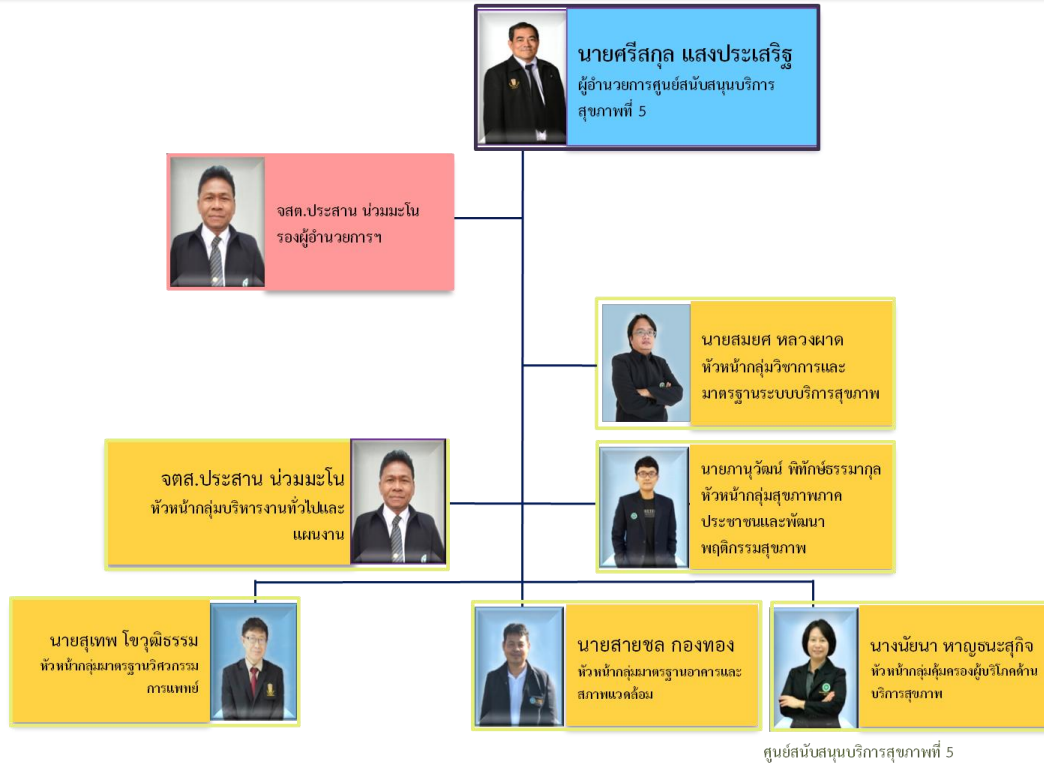 นายศรีสกุล แสงประเสริฐ
ผู้อำนวยการศูนย์สนับสนุนบริการ
สุขภาพที่ 5
จสต.ประสาน น่วมมะโน
รองผู้อำนวยการฯ
นายสมยศ หลวงผาด
หัวหน้ากลุ่มวิชาการและ
มาตรฐานระบบบริการสุขภาพ
จตส.ประสาน น่วมมะโน
หัวหน้ากลุ่มบริหารงานทั่วไปและ
แผนงาน
นายภานุวัฒน์ พิทักษ์ธรรมากุล
หัวหน้ากลุ่มสุขภาพภาค
ประชาชนและพัฒนา
พฤติกรรมสุขภาพ
นายสุเทพ โขวุฒิธรรม
หัวหน้ากลุ่มมาตรฐานวิศวกรรม
การแพทย์
นายสายชล กองทอง
หัวหน้ากลุ่มมาตรฐานอาคารและ
สภาพแวดล้อม
นางนัยนา หาญธนะสุกิจ
หัวหน้ากลุ่มคุ้มครองผู้บริโภคด้าน
บริการสุขภาพ
ศูนย์สนับสนุนบริการสุขภาพที่ 5